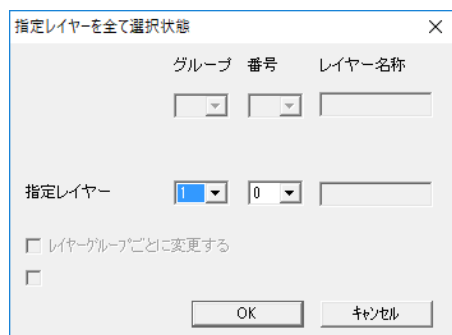 指定レイヤーを全て選択状態
グループ 番号 レイヤー名称
指定レイヤー 1 0
レイヤーグループごとに変更する
OK キャンセル